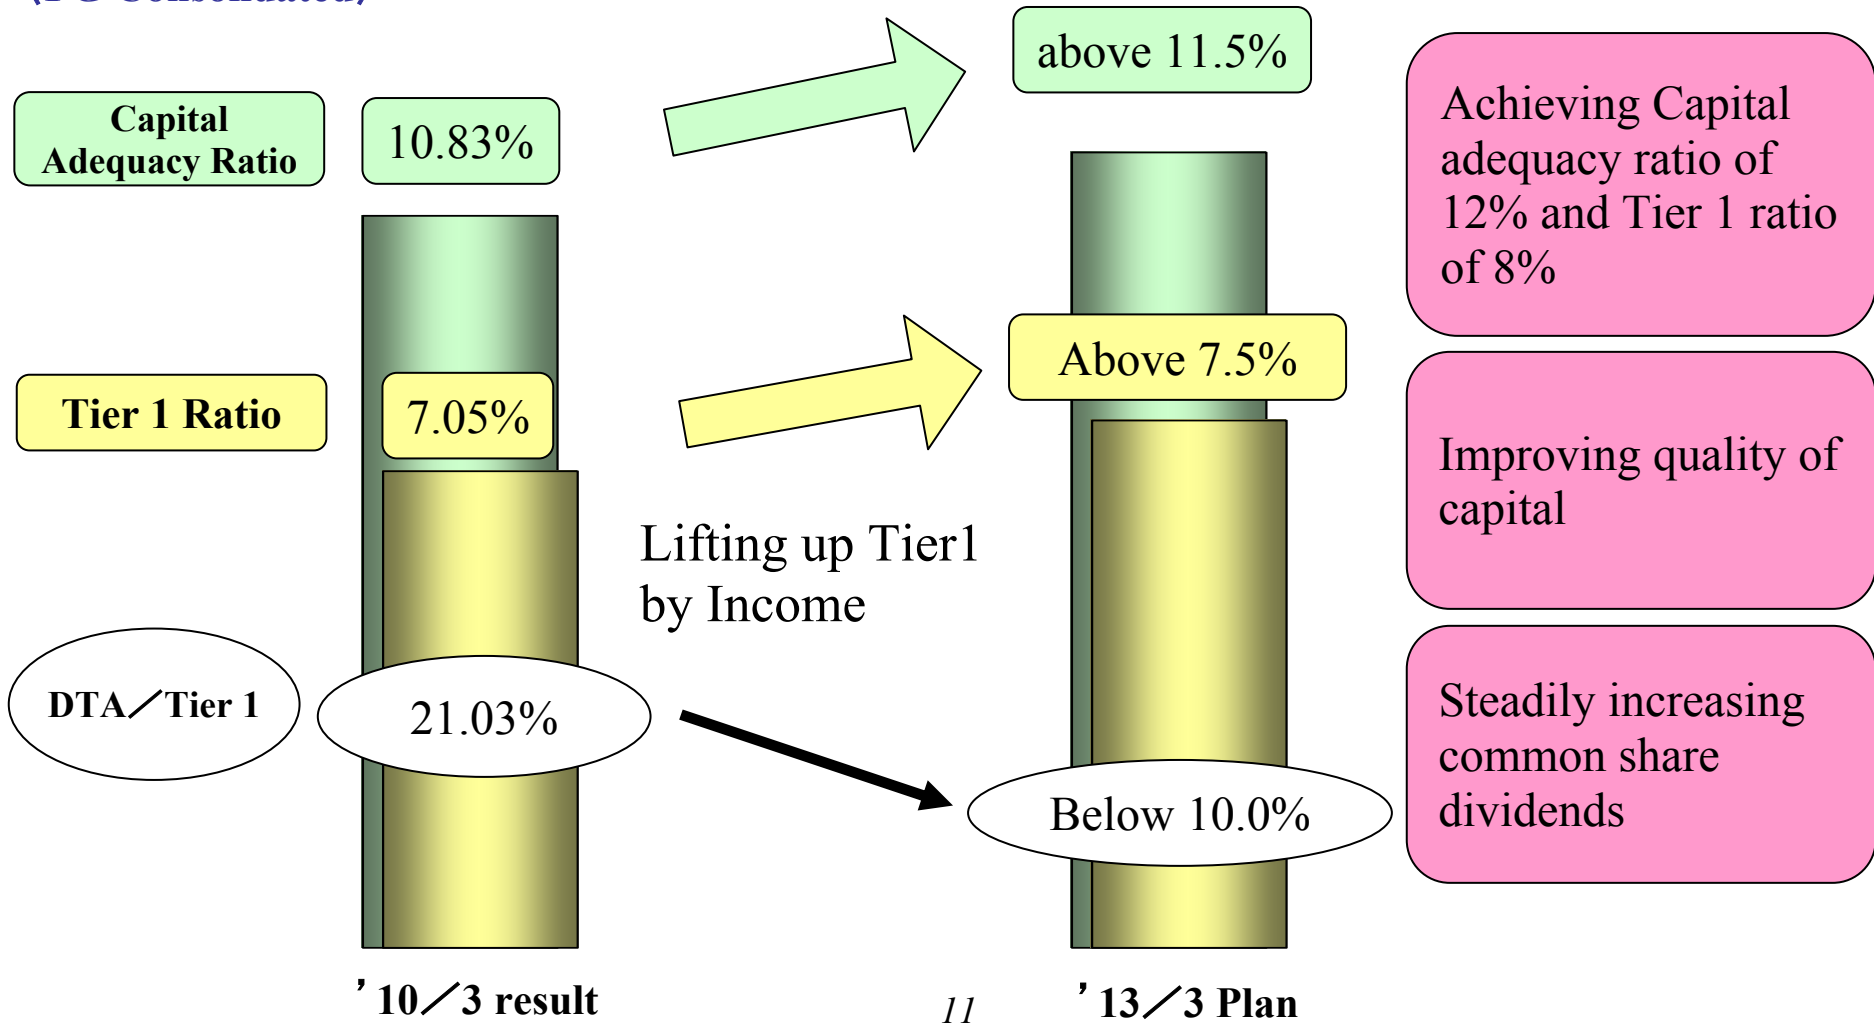 Capital
Adequacy Ratio
10.83%
above 11.5%
Tier 1 Ratio
7.05%
Above 7.5%
Lifting up Tier1
by Income
DTA／Tier 1
21.03%
Below 10.0%
Achieving Capital
adequacy ratio of
12% and Tier 1 ratio
of 8%
Improving quality of
capital
Steadily increasing
common share
dividends
’10／3 result
’13／3 Plan
11